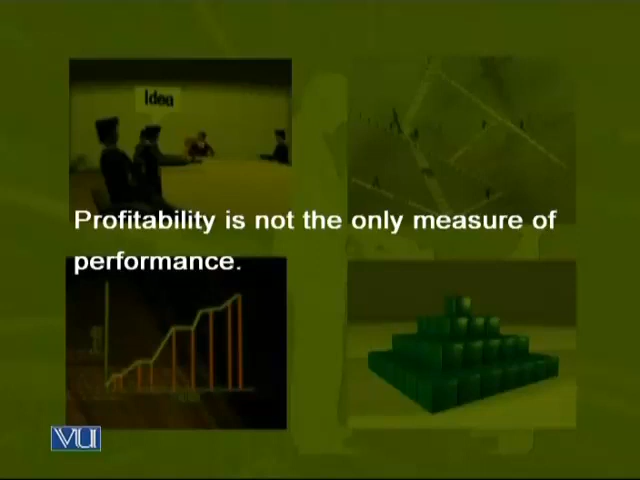 Idea
Profitability is not the only measure of
performance.
VU